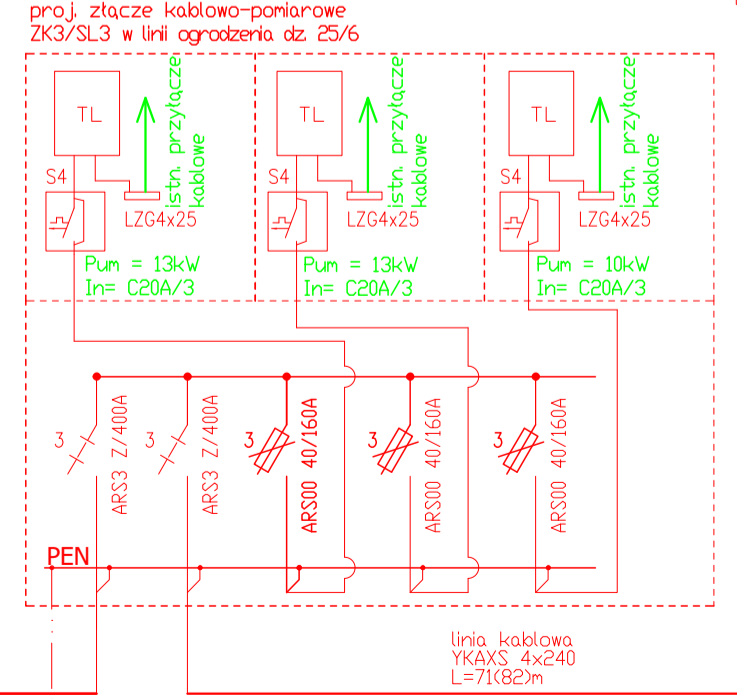 proj. złącze kablowo-pomiarowe
ZK3/SL3 w linii ogrodzenia dz. 25/6
TL
istn. przyłącze
kablowe
S4
LZG4x25
Pum = 13kW
In= C20A/3
TL
istn. przyłącze
kablowe
S4
LZG4x25
Pum = 13kW
In= C20A/3
TL
istn. przyłącze
kablowe
S4
LZG4x25
Pum = 10kW
In= C20A/3
3
ARS3 Z/400A
3
ARS3 Z/400A
3
ARS00 40/160A
3
ARS00 40/160A
3
ARS00 40/160A
PEN
linia kablowa
YKAXS 4x240
L=71(82)m